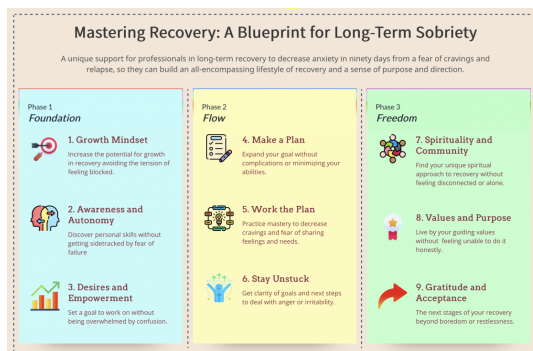 Mastering Recovery: A Blueprint for Long-Term Sobriety
A unique support for professionals in long-term recovery to decrease anxiety in ninety days from a fear of cravings and
relapse, so they can build an all-encompassing lifestyle of recovery and a sense of purpose and direction.
Phase 1
Foundation
1. Growth Mindset
Increase the potential for growth
in recovery avoiding the tension of
feeling blocked.
2. Awareness and
Autonomy
Discover personal skills without
getting sidetracked by fear of
failure
3. Desires and
Empowerment
Set a goal to work on without
being overwhelmed by confusion.
Phase 2
Flow
4. Make a Plan
Expand your goal without
complications or minimizing your
abilities.
5. Work the Plan
Practice mastery to decrease
cravings and fear of sharing
feelings and needs.
6. Stay Unstuck
Get clarity of goals and next steps
to deal with anger or irritability.
Phase 3
Freedom
7. Spirituality and
Community
Find your unique spiritual
approach to recovery without
feeling disconnected or alone.
8. Values and Purpose
Live by your guiding values
without feeling unable to do it
honestly.
9. Gratitude and
Acceptance
The next stages of your recovery
beyond boredom or restlessness.